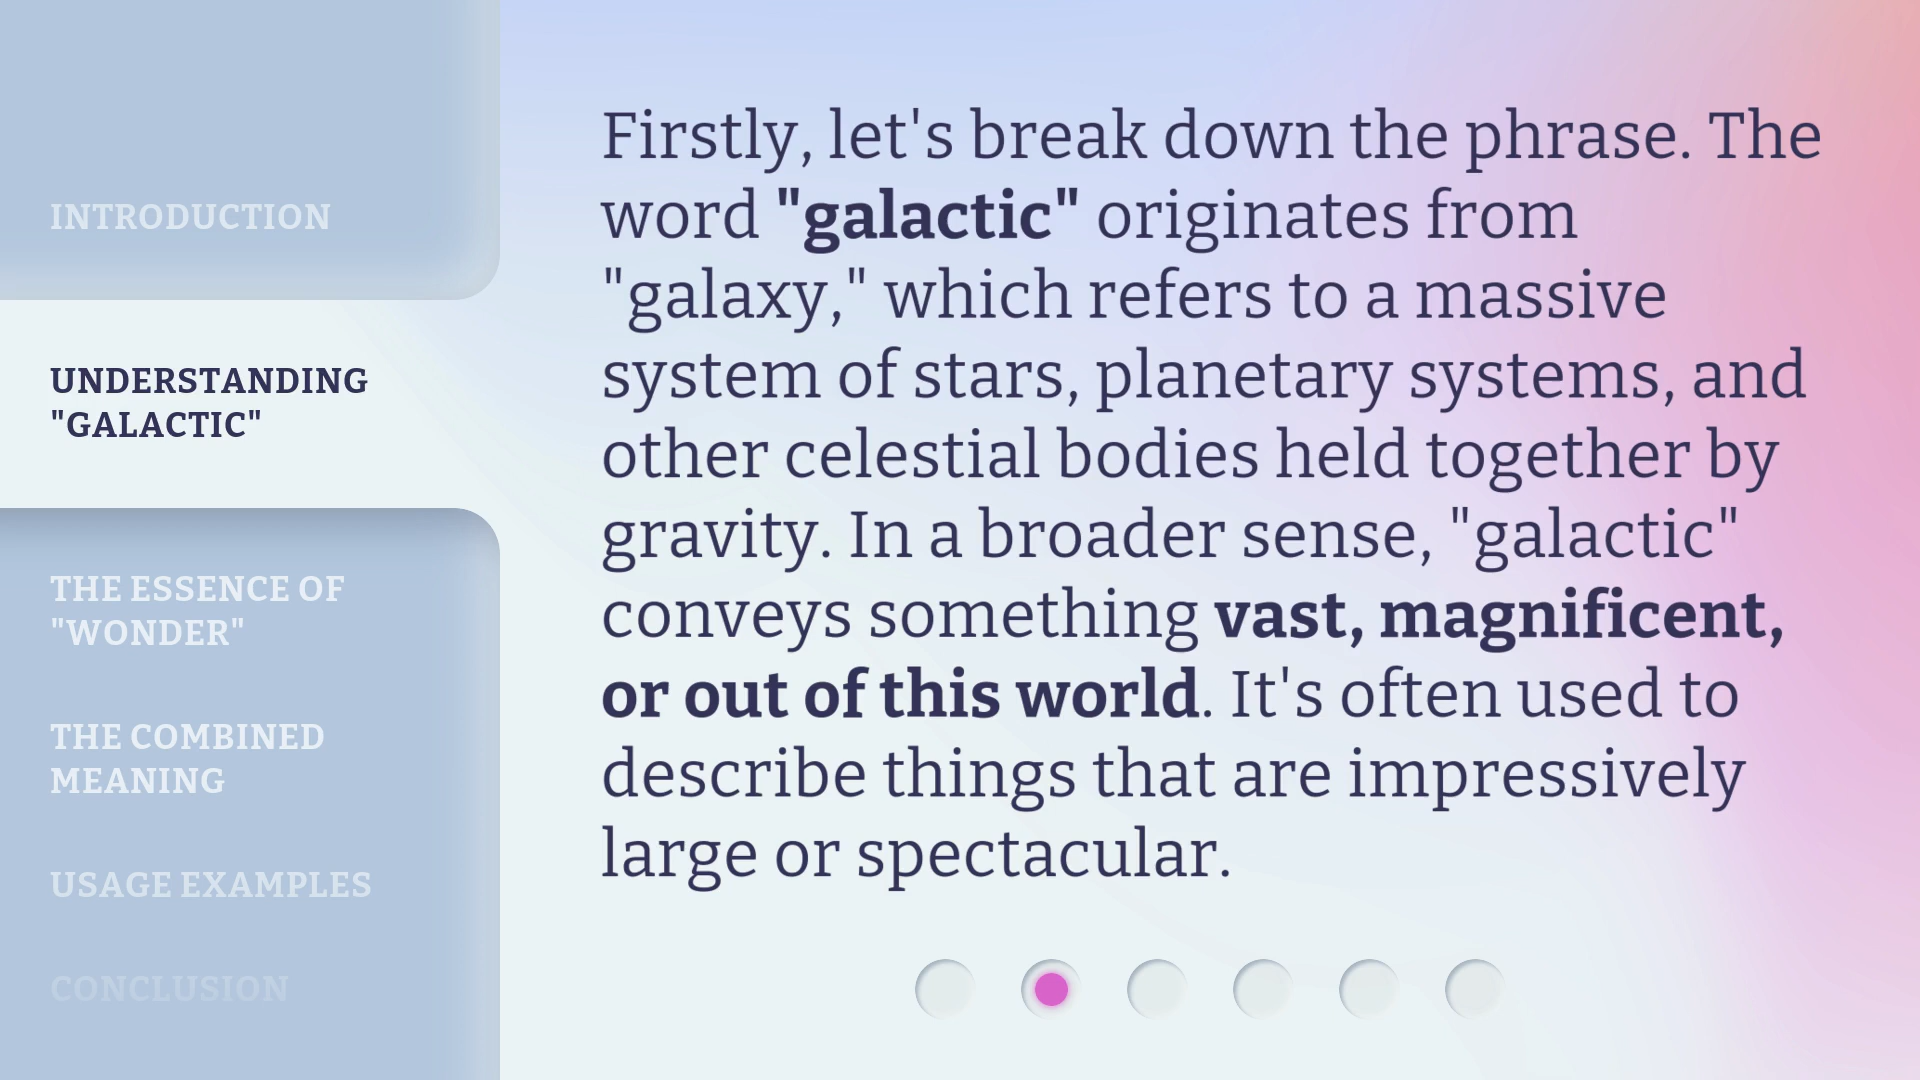 INTRODUCTION
UNDERSTANDING
"GALACTIC"
THE ESSENCE OF
"WONDER"
THE COMBINED
MEANING
USAGE EXAMPLES
CONCLUSION
Firstly, let's break down the phrase. The
word "galactic" originates from
"galaxy," which refers to a massive
system of stars, planetary systems, and
other celestial bodies held together by
gravity. In a broader sense, "galactic"
conveys something vast, magnificent,
or out of this world. It's often used to
describe things that are impressively
large or spectacular.